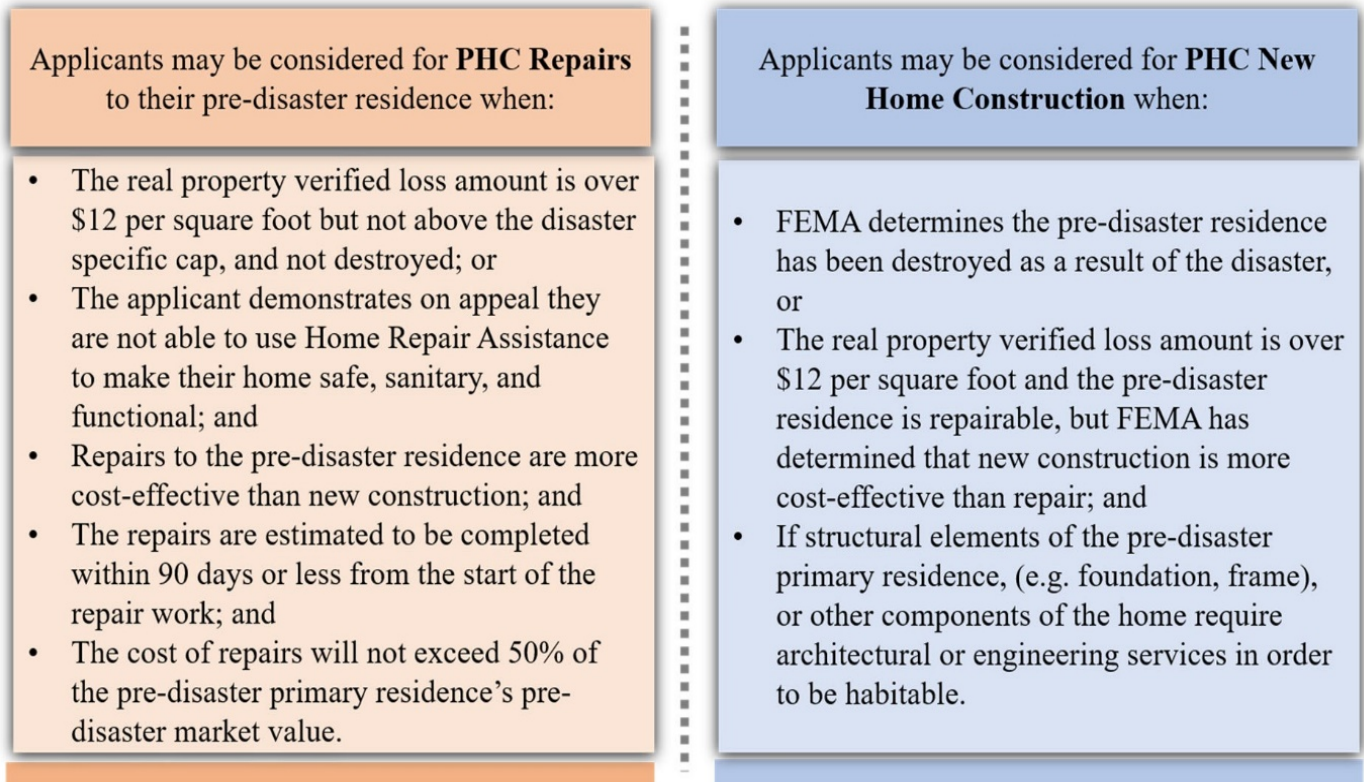 Applicants may be considered for PHC Repairs
to their pre-disaster residence when:
• The real property verified loss amount is over
$12 per square foot but not above the disaster
specific cap, and not destroyed; or
• The applicant demonstrates on appeal they
are not able to use Home Repair Assistance
to make their home safe, sanitary, and
functional; and
• Repairs to the pre-disaster residence are more
cost-effective than new construction; and
• The repairs are estimated to be completed
within 90 days or less from the start of the
repair work; and
• The cost of repairs will not exceed 50% of
the pre-disaster primary residence’s pre-
disaster market value.
Applicants may be considered for PHC New
Home Construction when:
• FEMA determines the pre-disaster residence
has been destroyed as a result of the disaster,
or
• The real property verified loss amount is over
$12 per square foot and the pre-disaster
residence is repairable, but FEMA has
determined that new construction is more
cost-effective than repair; and
• If structural elements of the pre-disaster
primary residence, (e.g. foundation, frame),
or other components of the home require
architectural or engineering services in order
to be habitable.